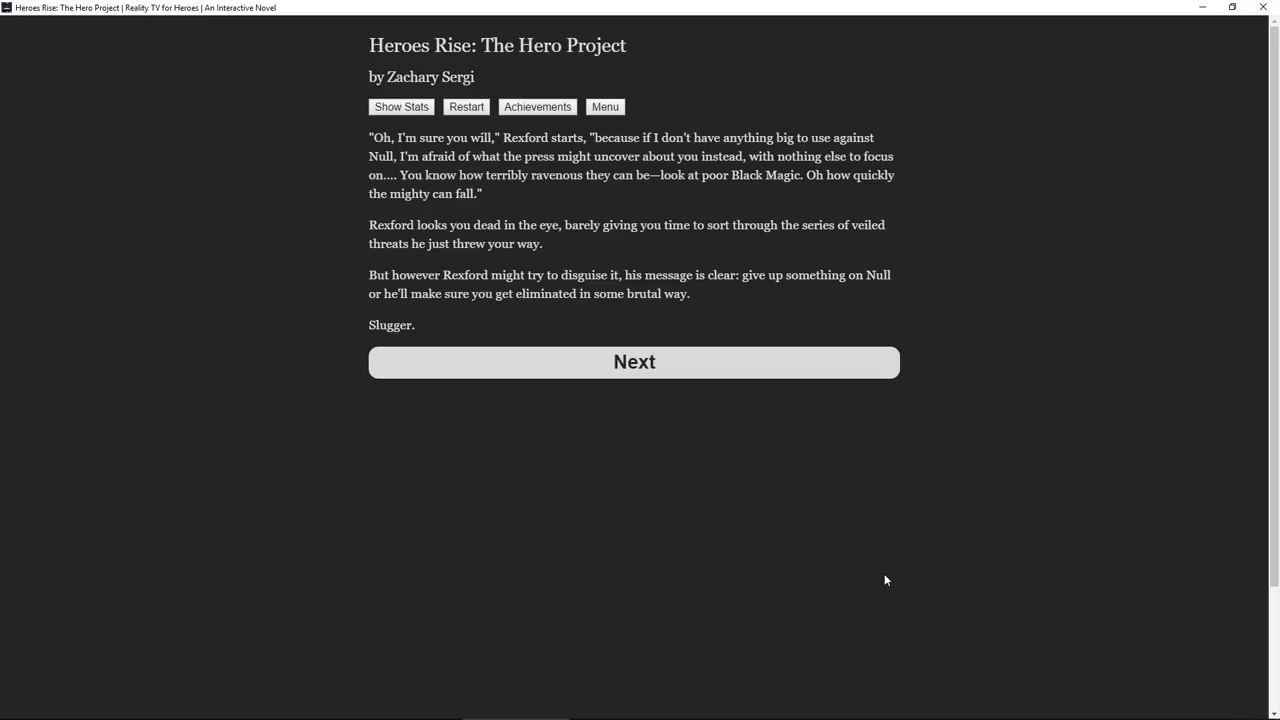 Heroes Rise: The Hero Project | Reality TV for Heroes | An Interactive Novel
Heroes Rise: The Hero Project
by Zachary Sergi
Show Stats Restart Achievements Menu
"Oh, I'm sure you will," Rexford starts, "because if I don't have anything big to use against
Null, I'm afraid of what the press might uncover about you instead, with nothing else to focus
on.... You know how terribly ravenous they can be—look at poor Black Magic. Oh how quickly
the mighty can fall."
Rexford looks you dead in the eye, barely giving you time to sort through the series of veiled
threats he just threw your way.
But however Rexford might try to disguise it, his message is clear: give up something on Null
or he'll make sure you get eliminated in some brutal way.
Slugger.
Next